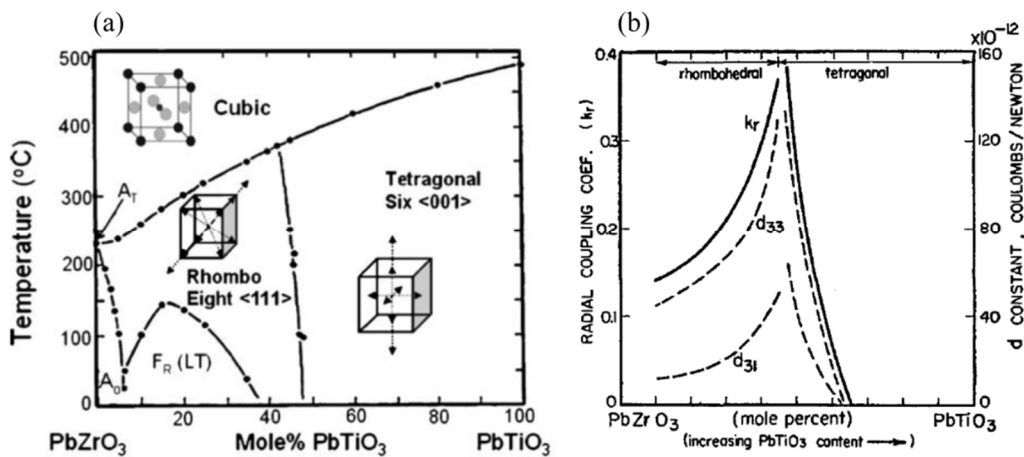 (a)
500
400
300
200
100
0
Temperature (°C)
Cubic
A_T
Rhombo
Eight <111>
Tetragonal
Six <001>
F_R (LT)
A_0
20
40
60
80
100
PbZrO₃
Mole% PbTiO₃
PbTiO₃
(b)
x10⁻¹²
0.4
0.3
0.2
0.1
0
RADIAL COUPLING COEF. (kr)
rhombohedral
tetragonal
kr
d33
d31
160
120
80
40
0
d CONSTANT, COULOMBS/NEWTON
PbZrO₃
(mole percent)
PbTiO₃
(increasing PbTiO₃ content →)